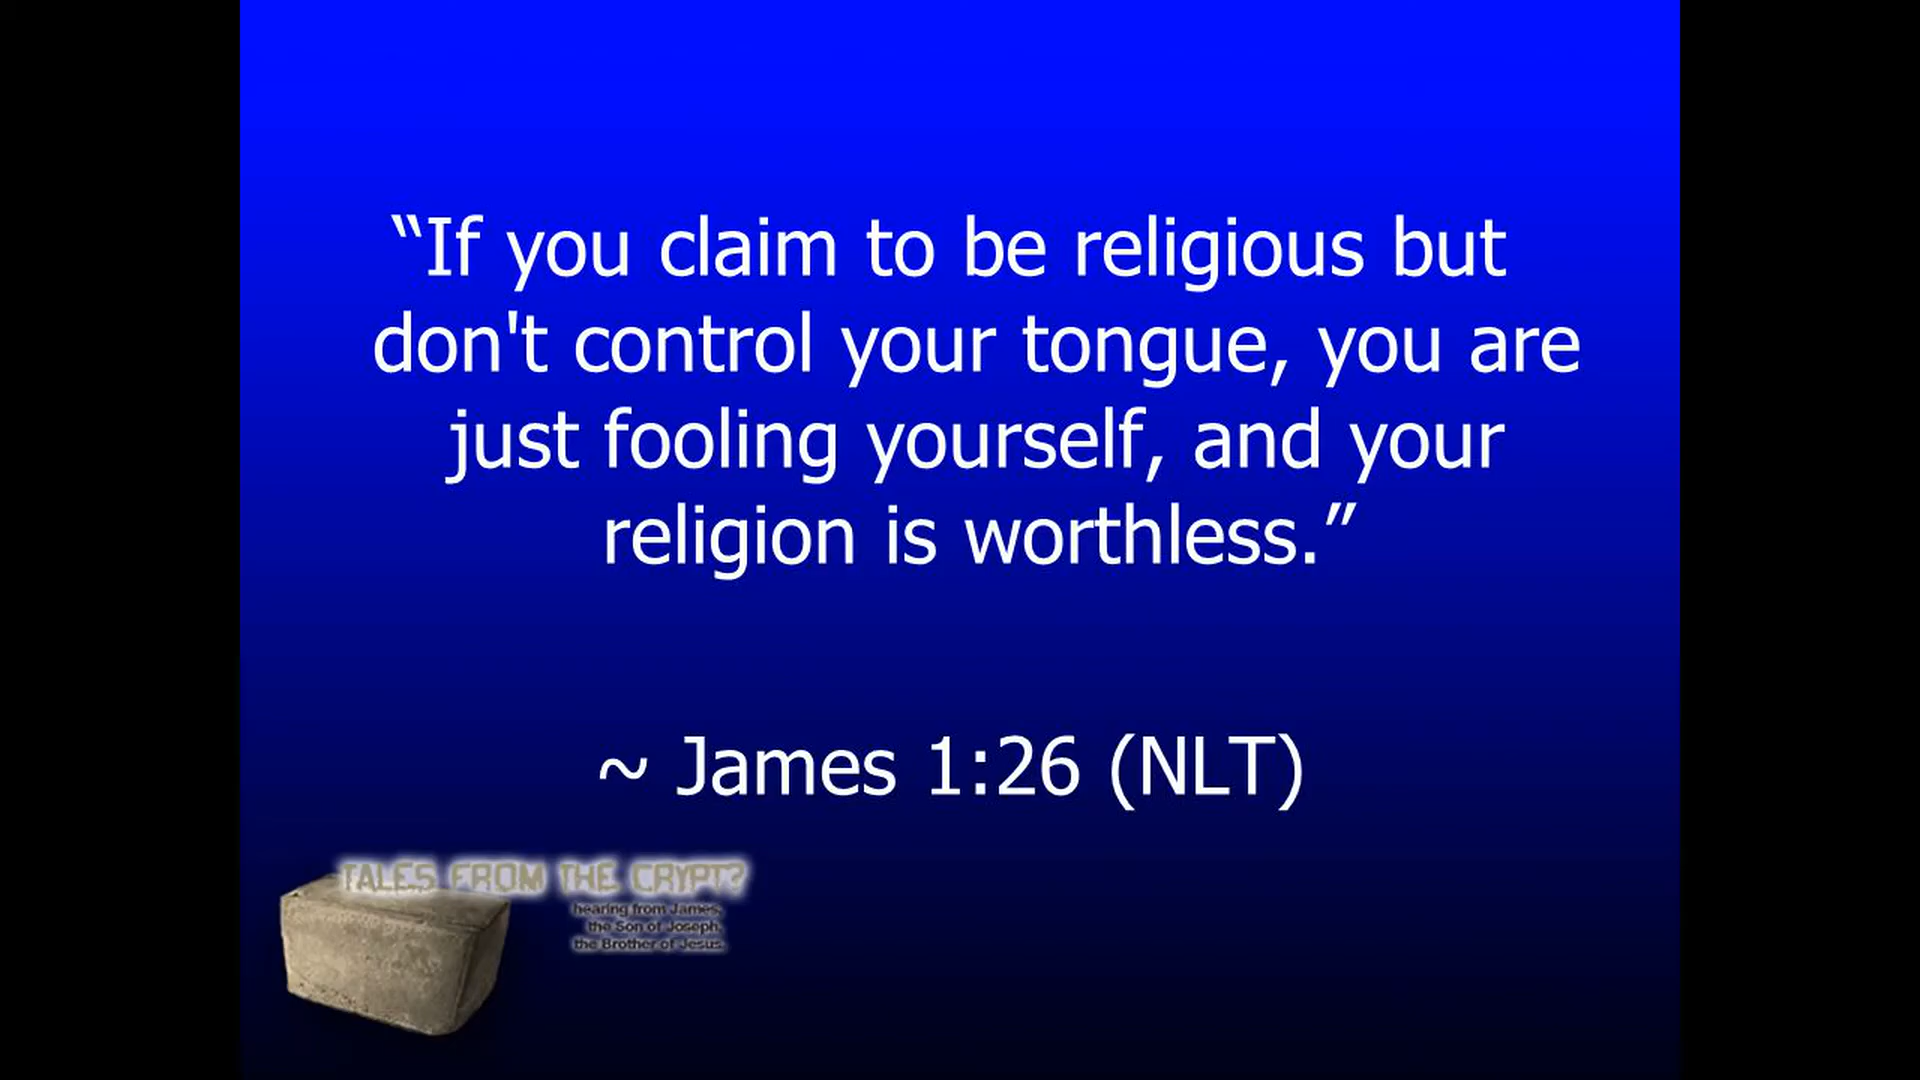 “If you claim to be religious but
don't control your tongue, you are
just fooling yourself, and your
religion is worthless.”
~ James 1:26 (NLT)
TALES FROM THE CRYPT?
hearing from James,
the Son of Joseph,
the Brother of Jesus.